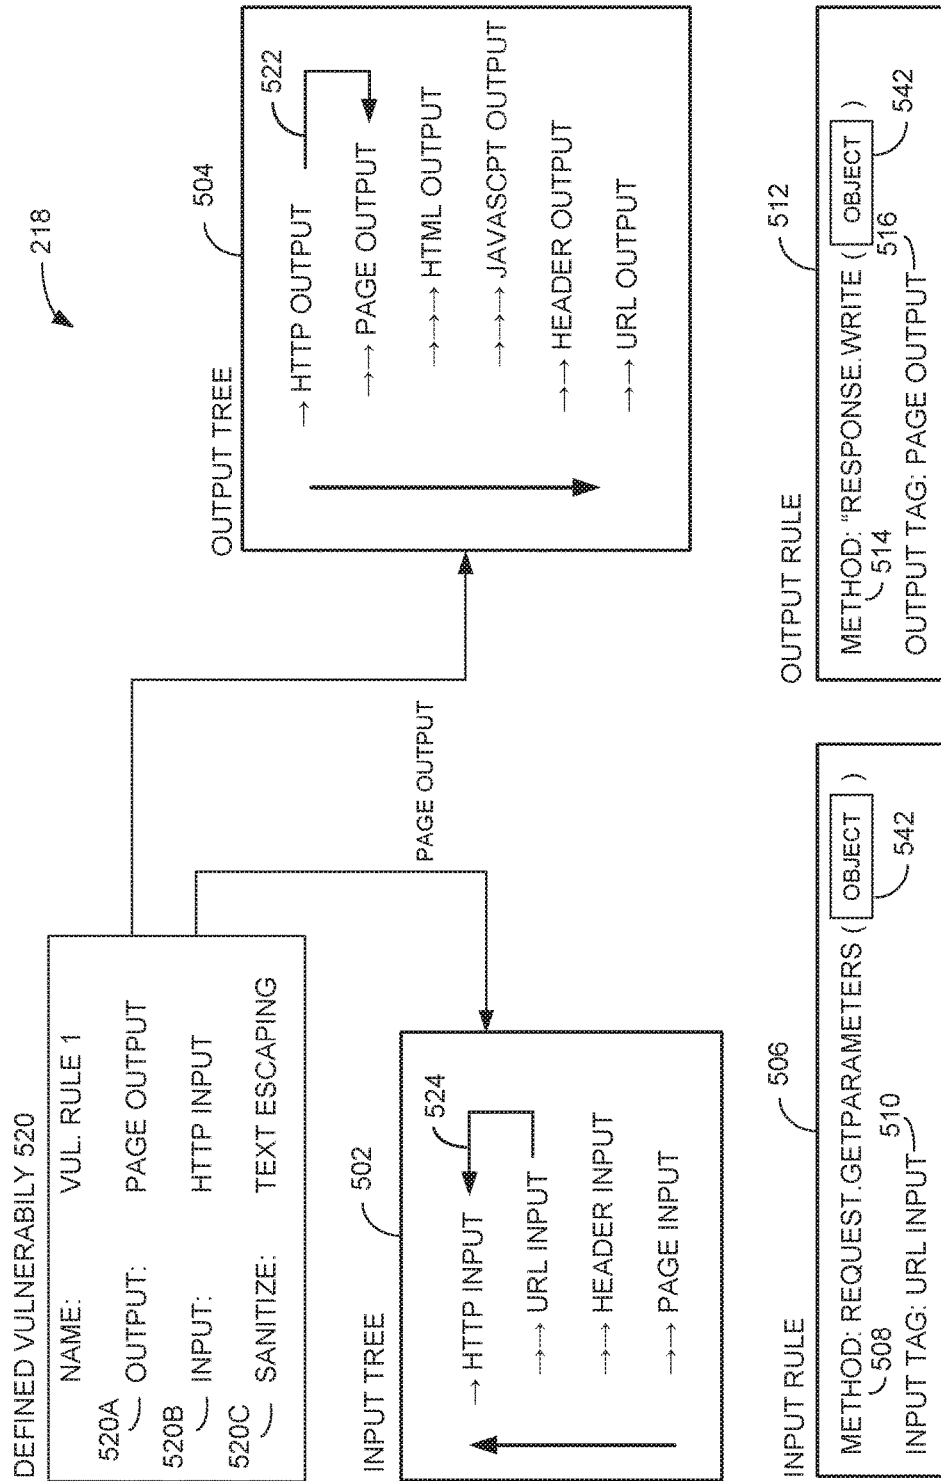 218
DEFINED VULNERABILY 520
NAME: VUL. RULE 1
520A OUTPUT: PAGE OUTPUT
520B INPUT: HTTP INPUT
520C SANITIZE: TEXT ESCAPING
PAGE OUTPUT
OUTPUT TREE 504
→ HTTP OUTPUT 522
→→ PAGE OUTPUT
→→→ HTML OUTPUT
→→→ JAVASCPT OUTPUT
→→ HEADER OUTPUT
→→ URL OUTPUT
INPUT TREE 502
→ HTTP INPUT 524
→→ URL INPUT
→→ HEADER INPUT
→→ PAGE INPUT
INPUT RULE 506
METHOD: REQUEST.GETPARAMETERS ( OBJECT )
508 510 542
INPUT TAG: URL INPUT
OUTPUT RULE 512
METHOD: “RESPONSE.WRITE ( OBJECT )
514 516 542
OUTPUT TAG: PAGE OUTPUT